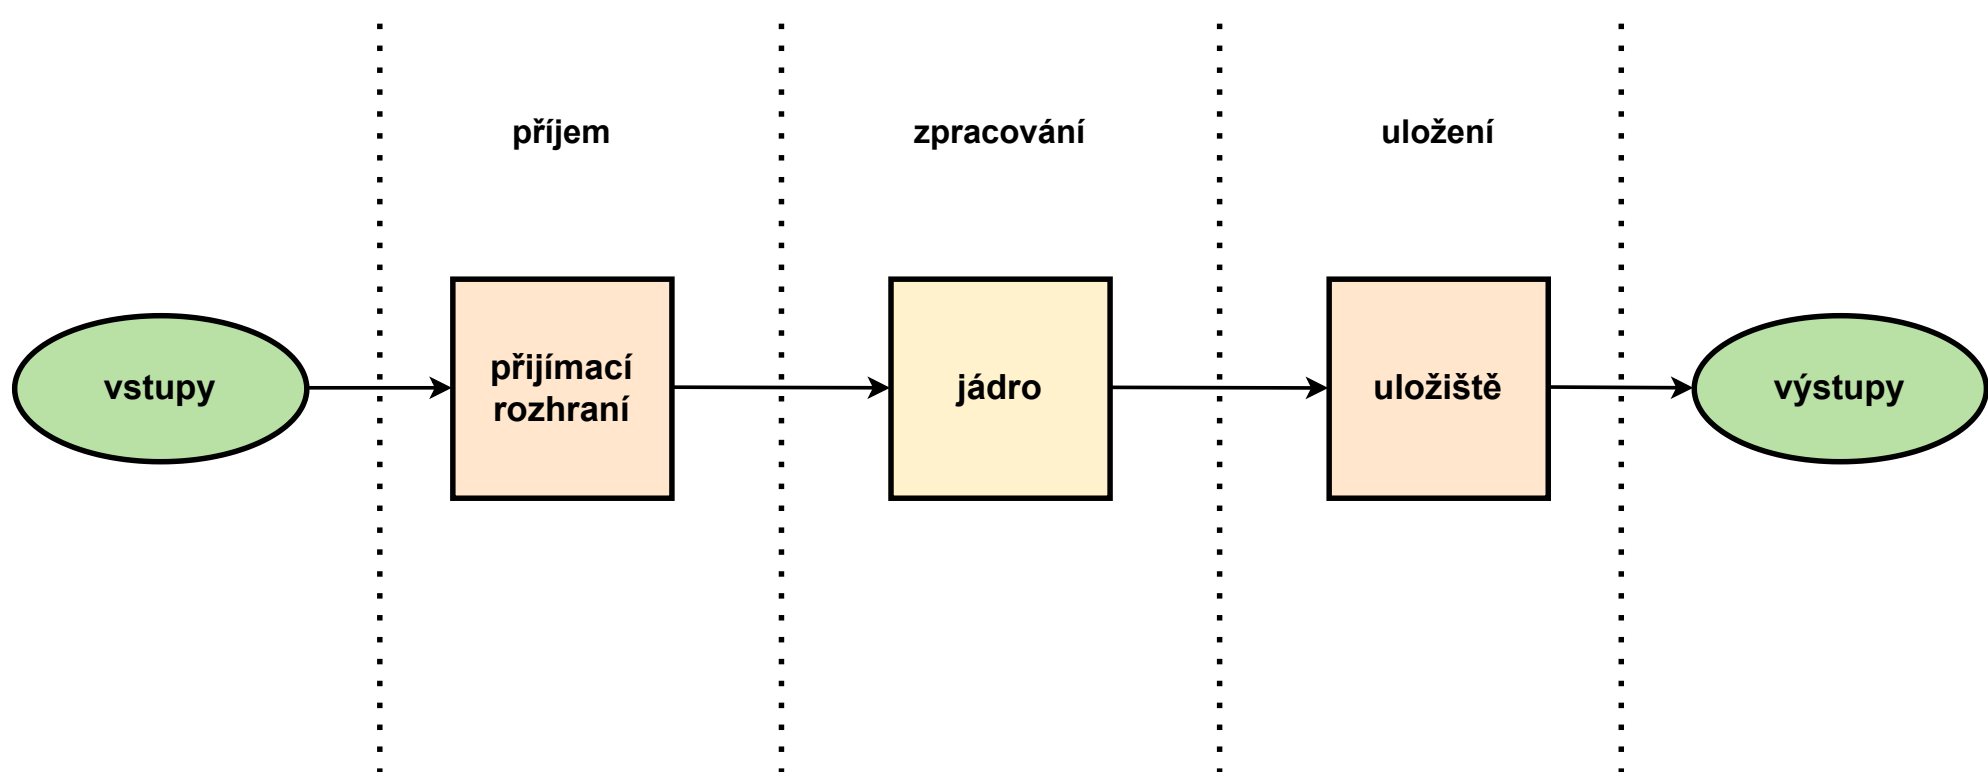 příjem
zpracování
uložení
vstupy
přijímací
rozhraní
jádro
uložiště
výstupy